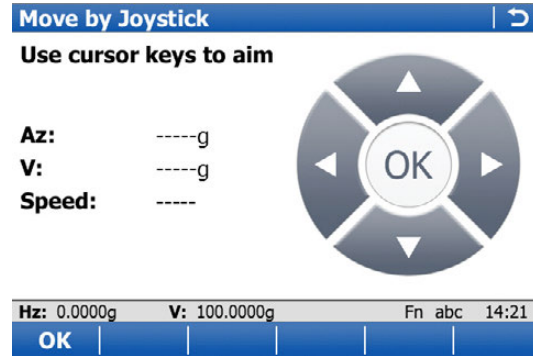 Move by Joystick
Use cursor keys to aim
Az: -----g
V: -----g
Speed: -----
OK
Hz: 0.0000g V: 100.0000g Fn abc 14:21
OK